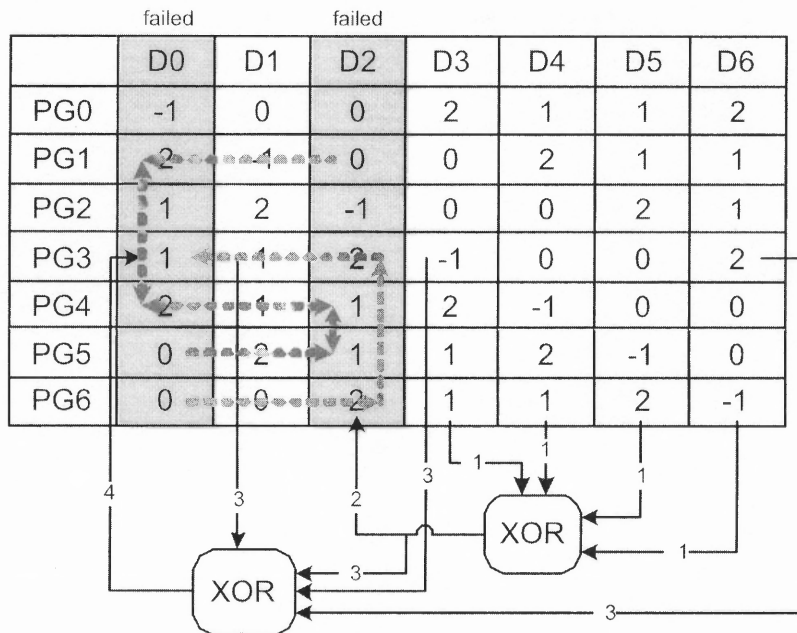 failed failed
D0 D1 D2 D3 D4 D5 D6
PG0 -1 0 0 2 1 1 2
PG1 2 -1 0 0 2 1 1
PG2 1 2 -1 0 0 2 1
PG3 1 1 2 -1 0 0 2
PG4 2 1 1 2 -1 0 0
PG5 0 2 1 1 2 -1 0
PG6 0 0 2 1 1 2 -1
1 1
4 3 2 3 1
XOR
1
3
XOR
3